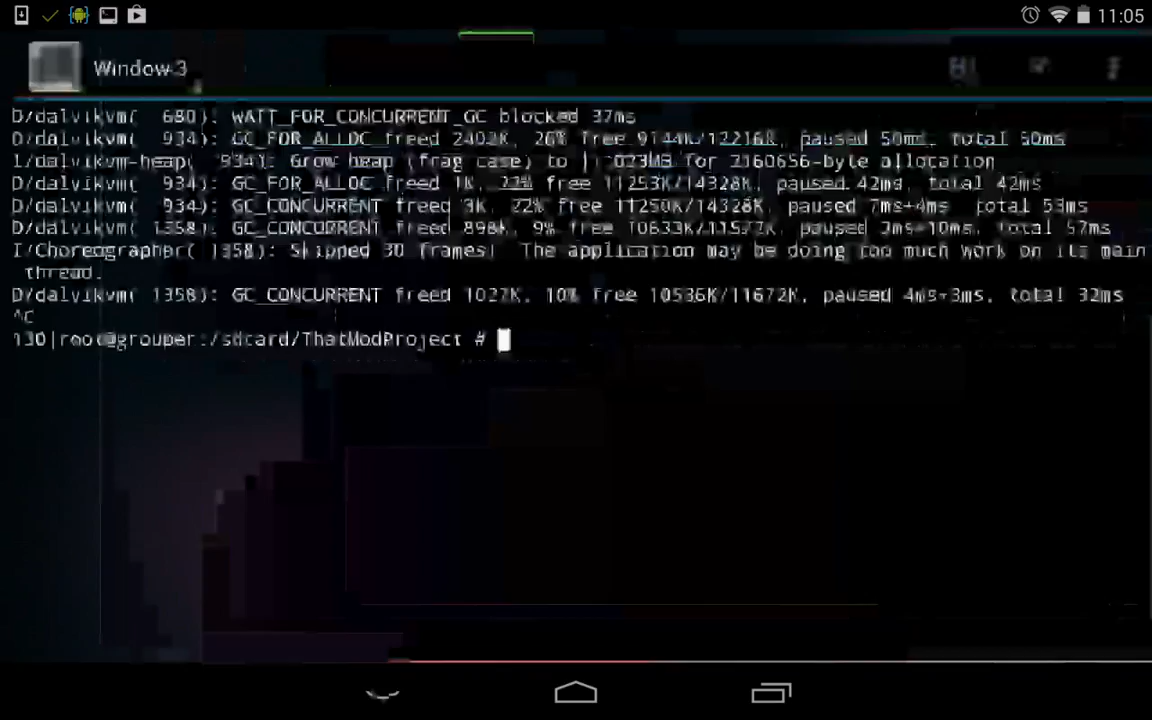 11:05
Window 3
D/dalvikvm(  680): WAIT_FOR_CONCURRENT_GC blocked 37ms
D/dalvikvm(  934): GC_FOR_ALLOC freed 2402K, 26% free 9144K/12216K, paused 50ms, total 50ms
I/dalvikvm-heap(  934): Grow heap (frag case) to for 2160656-byte allocation
D/dalvikvm(  934): GC_FOR_ALLOC freed 1K, 22% free 11253K/14328K, paused 42ms, total 42ms
D/dalvikvm(  934): GC_CONCURRENT freed 3K, 22% free 11250K/14328K, paused 7ms+4ms total 53ms
D/dalvikvm( 1358): GC_CONCURRENT freed 898K, 9% free paused total 57ms
I/Choreographer( 1358): Skipped 30 frames! The application may be doing too much work on its main
thread.
D/dalvikvm( 1358): GC_CONCURRENT freed 1027K, 10% free 10536K/11672K, paused 4ms+3ms, total 32ms
^C
130|root@grouper:/sdcard/ThatModProject #